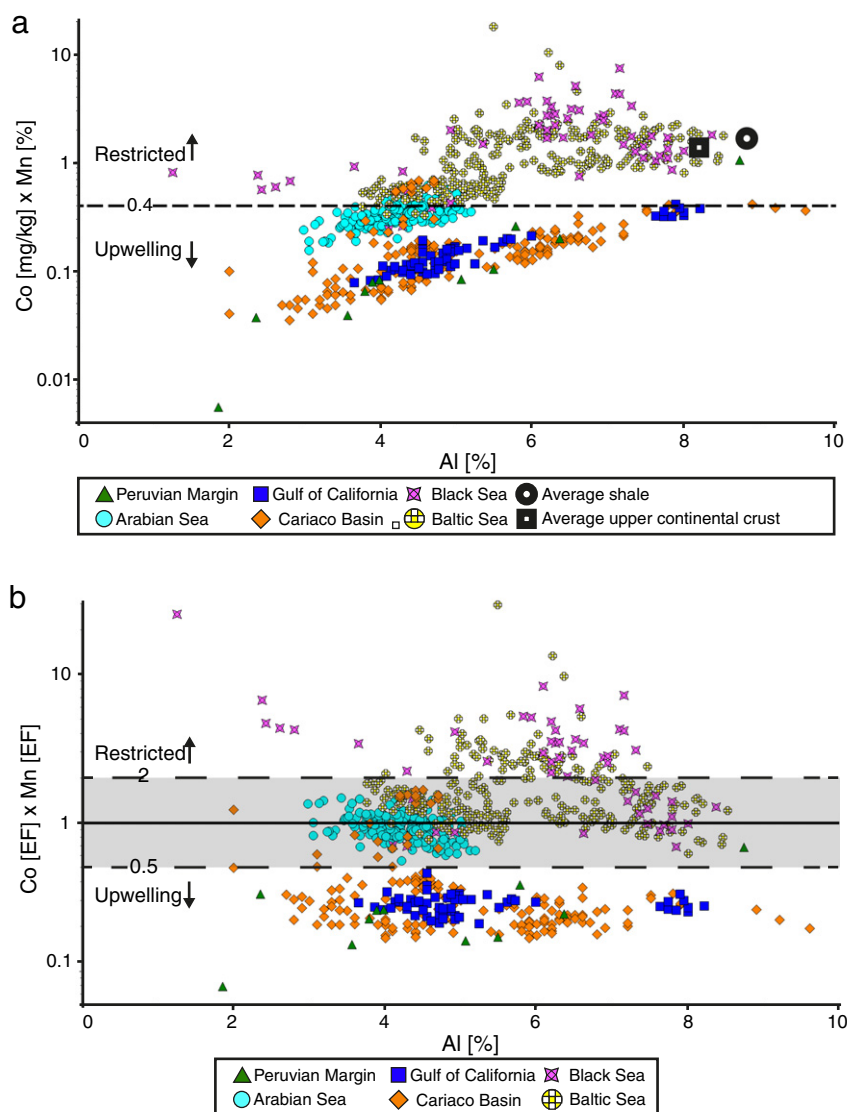 a
Co [mg/kg] x Mn [%]
10
1
0.1
0.01
Restricted
0.4
Upwelling
0 2 4 6 8 10
Al [%]
Peruvian Margin Gulf of California Black Sea Average shale
Arabian Sea Cariaco Basin Baltic Sea Average upper continental crust
b
Co [EF] x Mn [EF]
10
1
0.1
Restricted
2
0.5
Upwelling
0 2 4 6 8 10
Al [%]
Peruvian Margin Gulf of California Black Sea
Arabian Sea Cariaco Basin Baltic Sea